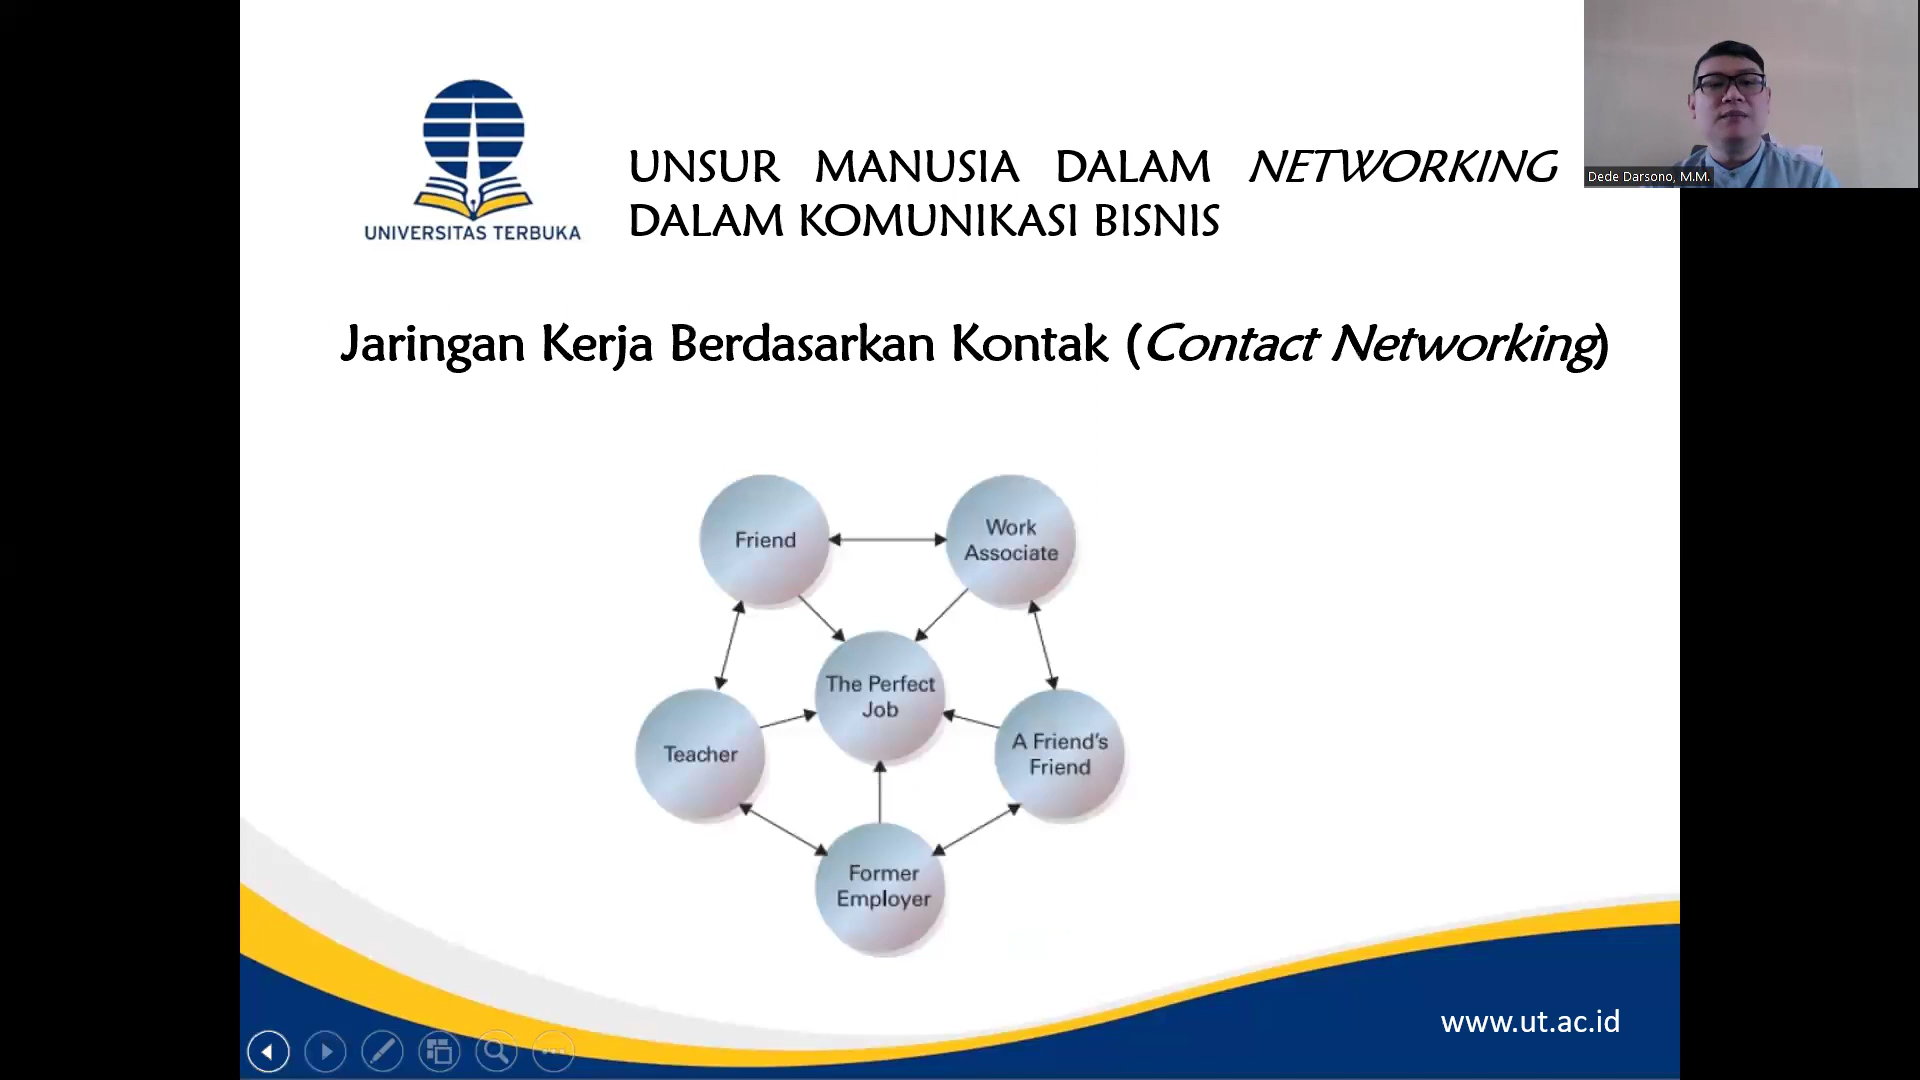 UNIVERSITAS TERBUKA
UNSUR MANUSIA DALAM NETWORKING
DALAM KOMUNIKASI BISNIS
Dede Darsono, M.M.
Jaringan Kerja Berdasarkan Kontak (Contact Networking)
Friend
Work
Associate
The Perfect
Job
Teacher
A Friend's
Friend
Former
Employer
www.ut.ac.id